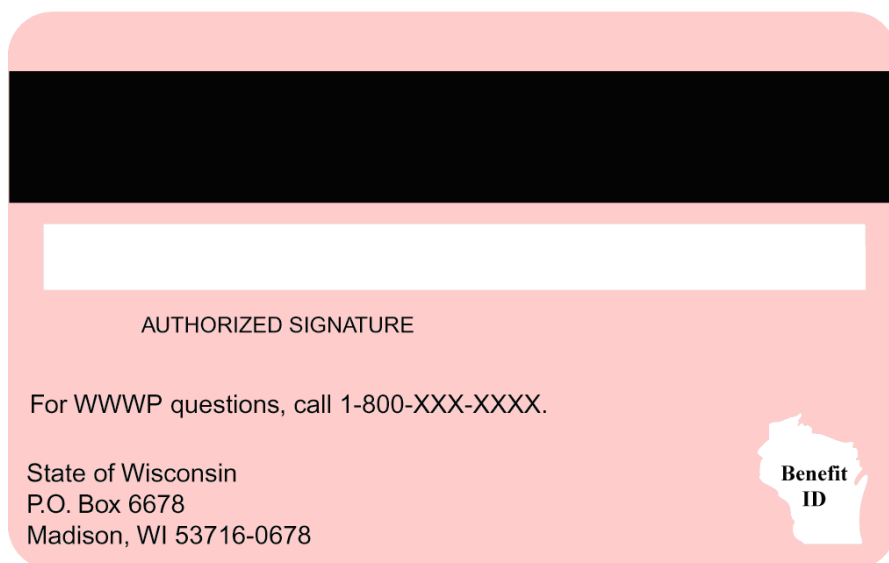 AUTHORIZED SIGNATURE
For WWWP questions, call 1-800-XXX-XXXX.
State of Wisconsin
P.O. Box 6678
Madison, WI 53716-0678
Benefit
ID